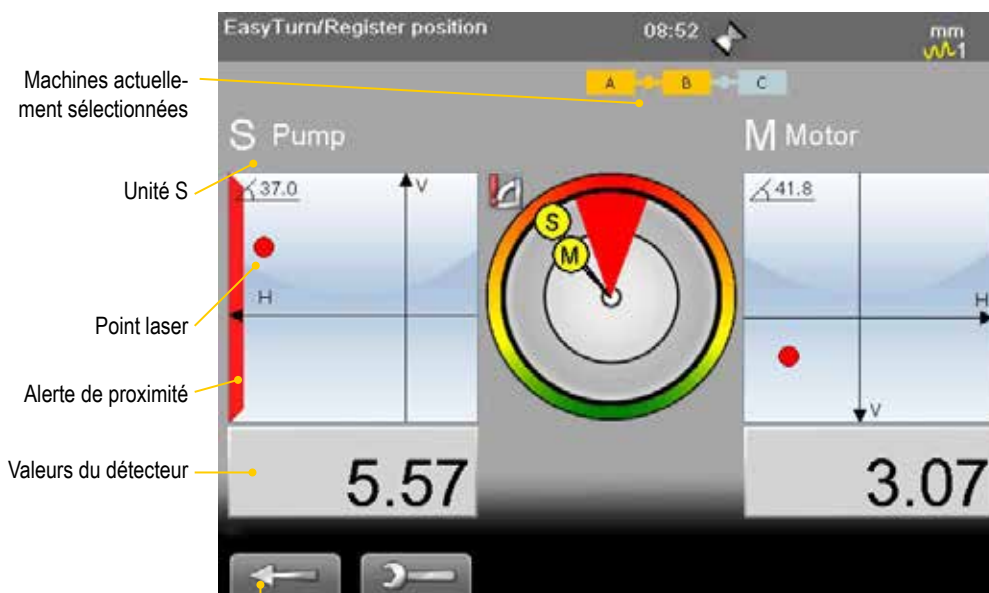 EasyTurn/Register position
08:52
mm
1
Machines actuelle-
ment sélectionnées
A
B
C
S Pump
M Motor
Unité S
37.0
V
S
M
41.8
H
H
Point laser
Alerte de proximité
V
Valeurs du détecteur
5.57
3.07